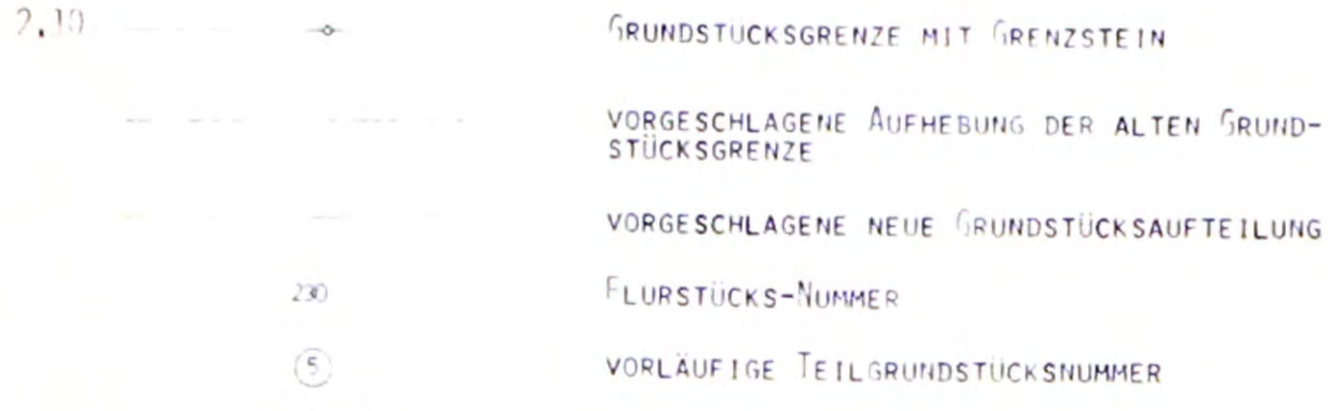 2.10 GRUNDSTÜCKSGRENZE MIT GRENZSTEIN
VORGESCHLAGENE AUFHEBUNG DER ALTEN GRUND-
STÜCKSGRENZE
VORGESCHLAGENE NEUE GRUNDSTÜCKSAUFTEILUNG
230 FLURSTÜCKS-NUMMER
5 VORLÄUFIGE TEILGRUNDSTÜCKSNUMMER